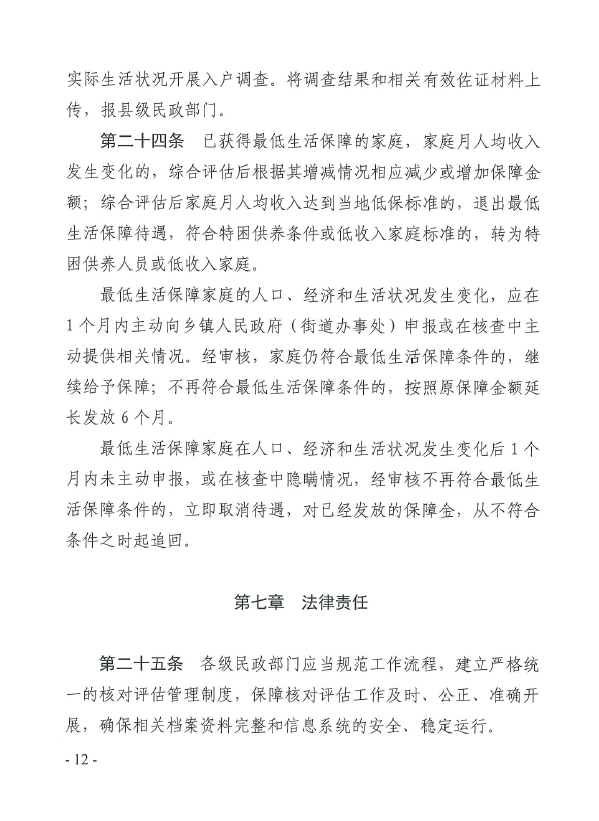 实际生活状况开展入户调查。将调查结果和相关有效佐证材料上
传，报县级民政部门。
第二十四条 已获得最低生活保障的家庭，家庭月人均收入
发生变化的，综合评估后根据其增减情况相应减少或增加保障金
额；综合评估后家庭月人均收入达到当地低保标准的，退出最低
生活保障待遇，符合特困供养条件或低收入家庭标准的，转为特
困供养人员或低收入家庭。
最低生活保障家庭的人口、经济和生活状况发生变化，应在
1个月内主动向乡镇人民政府（街道办事处）申报或在核查中主
动提供相关情况。经审核，家庭仍符合最低生活保障条件的，继
续给予保障；不再符合最低生活保障条件的，按照原保障金额延
长发放6个月。
最低生活保障家庭在人口、经济和生活状况发生变化后1个
月内未主动申报，或在核查中隐瞒情况，经审核不再符合最低生
活保障条件的，立即取消待遇，对已经发放的保障金，从不符合
条件之时起追回。
第七章 法律责任
第二十五条 各级民政部门应当规范工作流程，建立严格统
一的核对评估管理制度，保障核对评估工作及时、公正、准确开
展，确保相关档案资料完整和信息系统的安全、稳定运行。
- 12 -